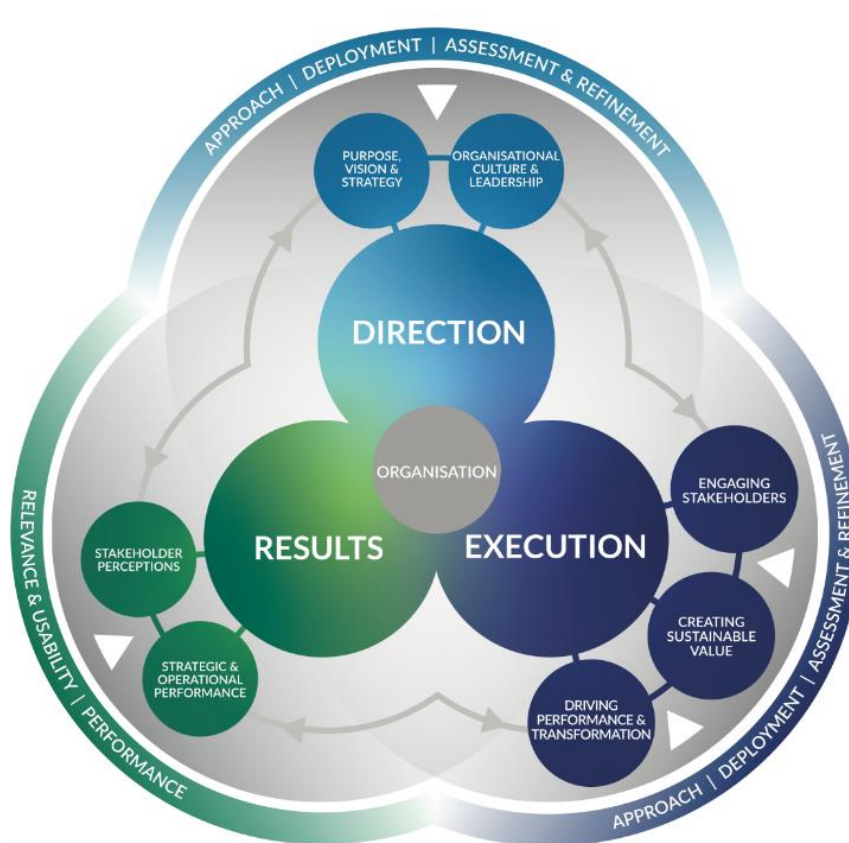 APPROACH | DEPLOYMENT | ASSESSMENT & REFINEMENT
PURPOSE,
VISION &
STRATEGY
ORGANISATIONAL
CULTURE &
LEADERSHIP
DIRECTION
ORGANISATION
RESULTS
EXECUTION
ENGAGING
STAKEHOLDERS
CREATING
SUSTAINABLE
VALUE
DRIVING
PERFORMANCE &
TRANSFORMATION
STAKEHOLDER
PERCEPTIONS
STRATEGIC &
OPERATIONAL
PERFORMANCE
RELEVANCE & USABILITY | PERFORMANCE
APPROACH | DEPLOYMENT | ASSESSMENT & REFINEMENT